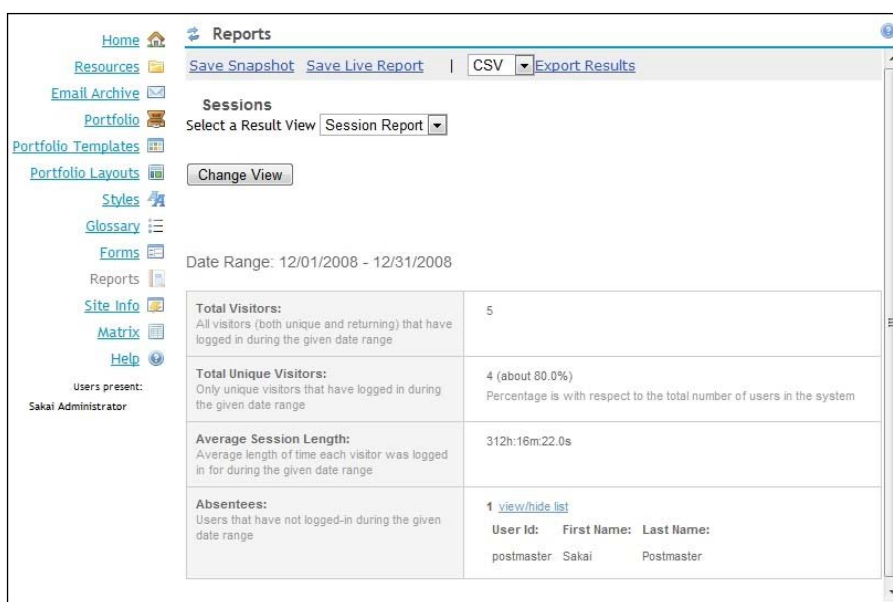 Home
Resources
Email Archive
Portfolio
Portfolio Templates
Portfolio Layouts
Styles
Glossary
Forms
Reports
Site Info
Matrix
Help
Users present:
Sakai Administrator
Reports
Save Snapshot Save Live Report | CSV Export Results
Sessions
Select a Result View Session Report
Change View
Date Range: 12/01/2008 - 12/31/2008
Total Visitors:
All visitors (both unique and returning) that have
logged in during the given date range
5
Total Unique Visitors:
Only unique visitors that have logged in during
the given date range
4 (about 80.0%)
Percentage is with respect to the total number of users in the system
Average Session Length:
Average length of time each visitor was logged
in for during the given date range
312h:16m:22.0s
Absentees:
Users that have not logged-in during the given
date range
1 view/hide list
User Id: First Name: Last Name:
postmaster Sakai Postmaster